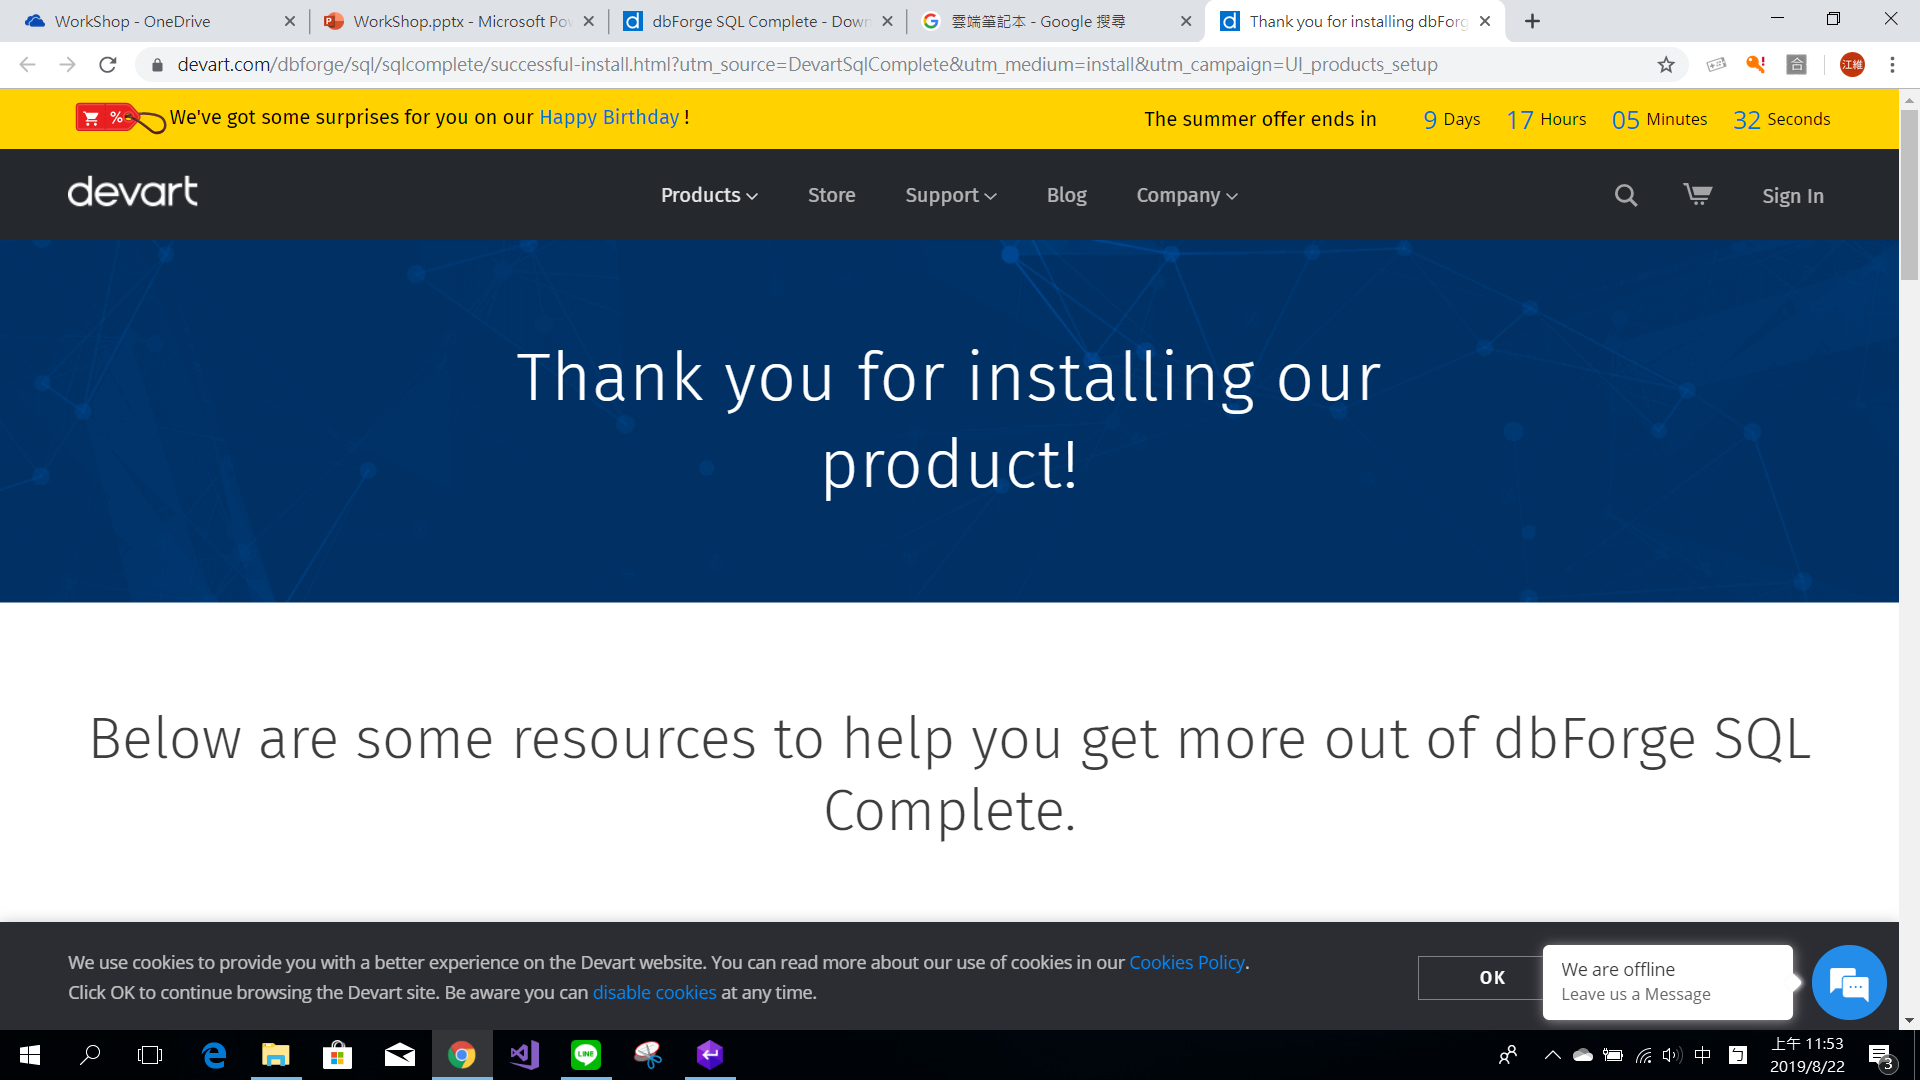 WorkShop - OneDrive
WorkShop.pptx - Microsoft Po
dbForge SQL Complete - Down
雲端筆記本 - Google 搜尋
Thank you for installing dbForg
devart.com/dbforge/sql/sqlcomplete/successful-install.html?utm_source=DevartSqlComplete&utm_medium=install&utm_campaign=UI_products_setup
江維
We've got some surprises for you on our Happy Birthday !
The summer offer ends in 9 Days 17 Hours 05 Minutes 32 Seconds
devart
Products Store Support Blog Company Sign In
Thank you for installing our
product!
Below are some resources to help you get more out of dbForge SQL
Complete.
We use cookies to provide you with a better experience on the Devart website. You can read more about our use of cookies in our Cookies Policy.
Click OK to continue browsing the Devart site. Be aware you can disable cookies at any time.
OK
We are offline
Leave us a Message
LINE
中
上午 11:53
2019/8/22
3